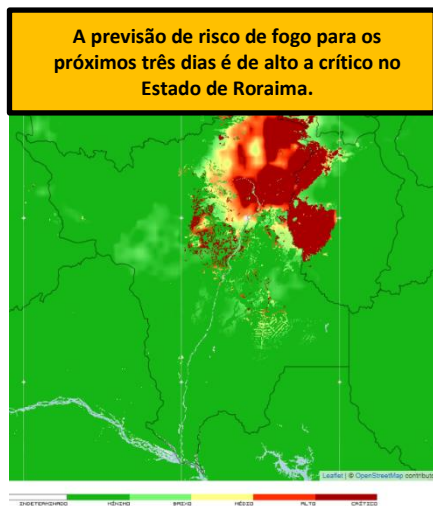 A previsão de risco de fogo para os
próximos três dias é de alto a crítico no
Estado de Roraima.
Leaflet | © OpenStreetMap contributo
INDETERMINADO MÍNIMO BAIXO MÉDIO ALTO CRÍTICO